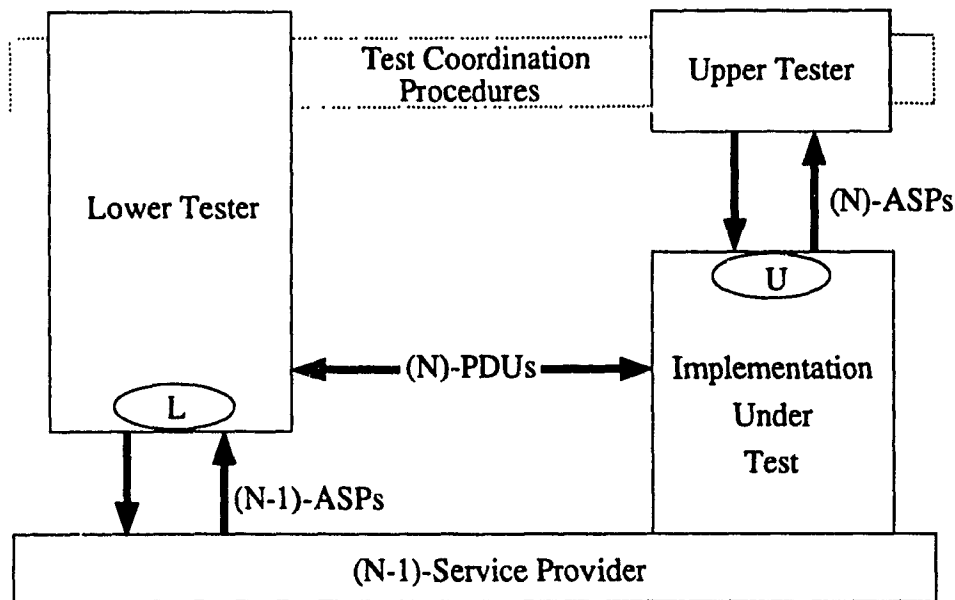 Test Coordination
Procedures
Upper Tester
Lower Tester
(N)-ASPs
U
(N)-PDUs
Implementation
Under
Test
L
(N-1)-ASPs
(N-1)-Service Provider